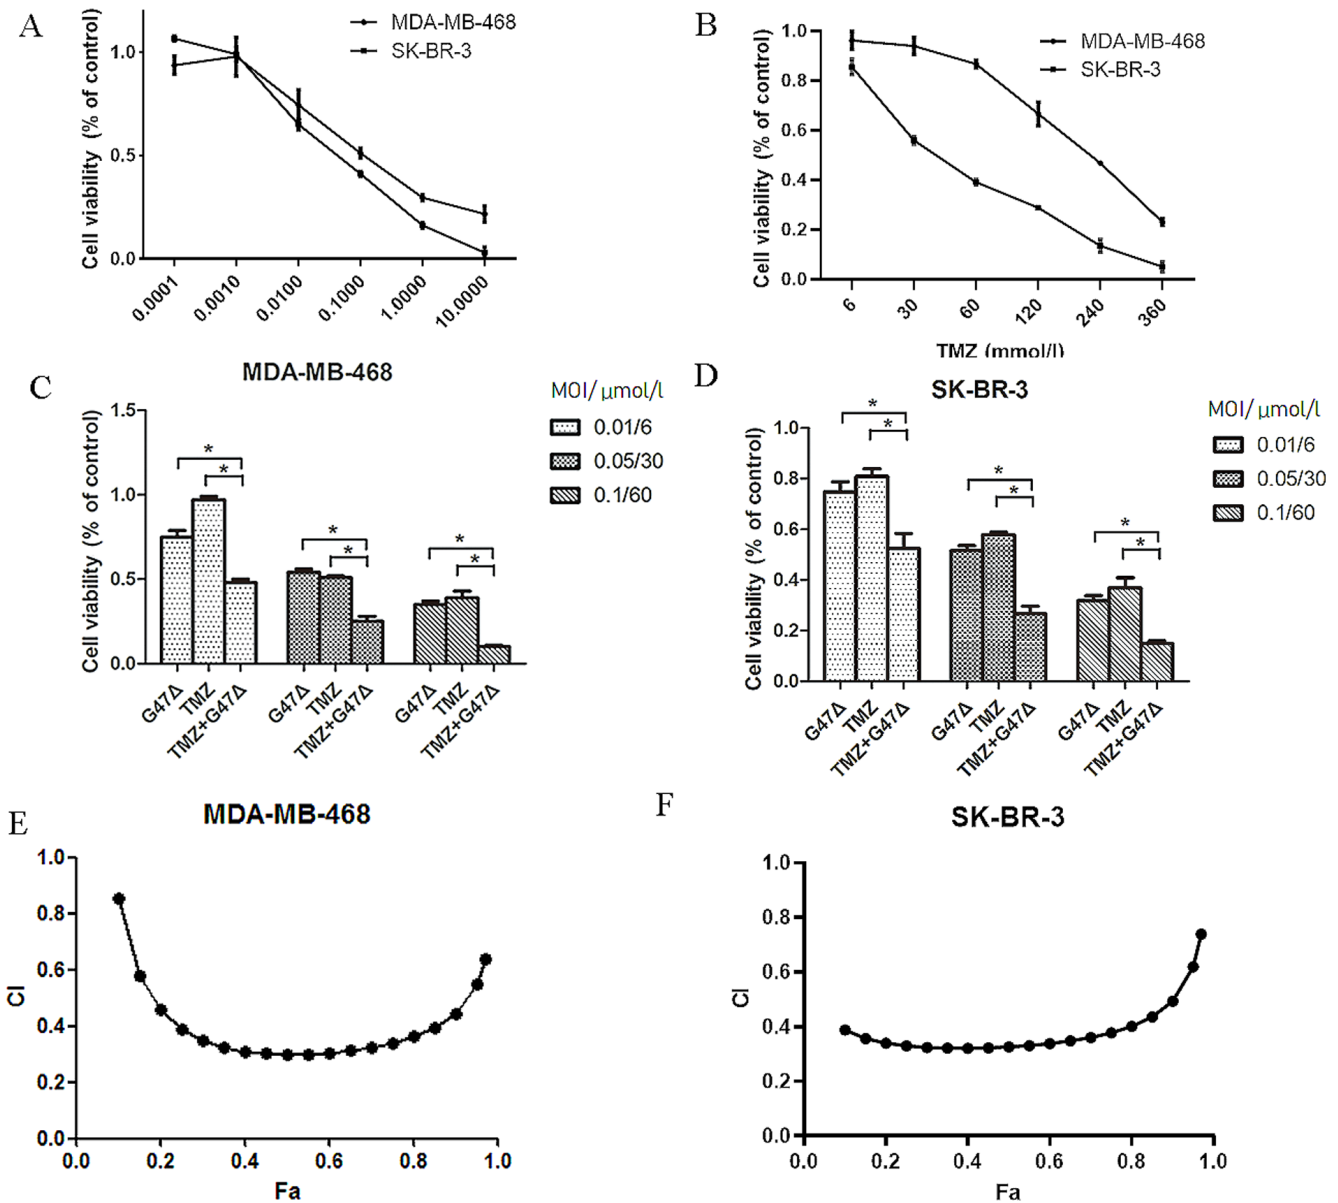 A
MDA-MB-468
SK-BR-3
Cell viability (% of control)
1.0
0.5
0.0
0.0001
0.0010
0.0100
0.1000
1.0000
10.0000
B
MDA-MB-468
SK-BR-3
Cell viability (% of control)
1.0
0.8
0.6
0.4
0.2
0.0
6
30
60
120
240
360
TMZ (mmol/l)
C
MDA-MB-468
MOI/ μmol/l
0.01/6
0.05/30
0.1/60
Cell viability (% of control)
1.5
1.0
0.5
0.0
*
*
*
*
*
*
G47Δ
TMZ
TMZ+G47Δ
G47Δ
TMZ
TMZ+G47Δ
G47Δ
TMZ
TMZ+G47Δ
D
SK-BR-3
MOI/ μmol/l
0.01/6
0.05/30
0.1/60
Cell viability (% of control)
1.0
0.8
0.6
0.4
0.2
0.0
*
*
*
*
*
*
G47Δ
TMZ
TMZ+G47Δ
G47Δ
TMZ
TMZ+G47Δ
G47Δ
TMZ
TMZ+G47Δ
E
MDA-MB-468
CI
1.0
0.8
0.6
0.4
0.2
0.0
0.0 0.2 0.4 0.6 0.8 1.0
Fa
F
SK-BR-3
CI
1.0
0.8
0.6
0.4
0.2
0.0
0.0 0.2 0.4 0.6 0.8 1.0
Fa